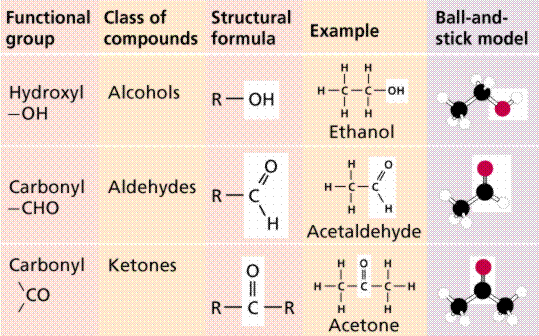 Functional group
Class of compounds
Structural formula
Example
Ball-and-stick model
Hydroxyl
–OH
Alcohols
R — OH
H H
H — C — C — OH
H H
Ethanol
Carbonyl
–CHO
Aldehydes
O
R — C
H
H O
H — C — C
H H
Acetaldehyde
Carbonyl
CO
Ketones
O
R — C — R
H O H
H — C — C — C — H
H H
Acetone